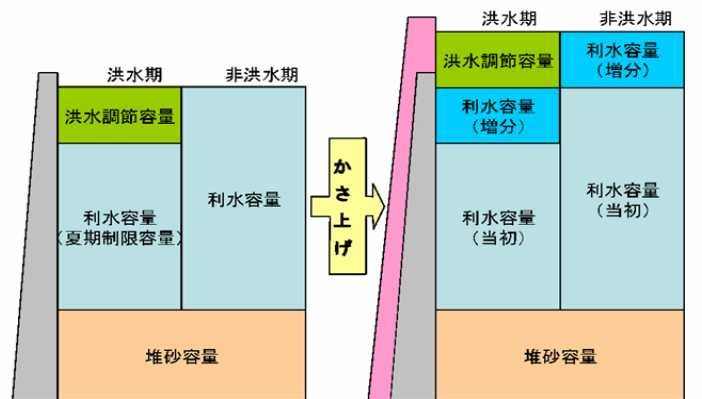 洪水期
非洪水期
洪水調節容量
利水容量
(夏期制限容量)
利水容量
堆砂容量
かさ上げ
洪水期
非洪水期
洪水調節容量
利水容量
(増分)
利水容量
(増分)
利水容量
(当初)
利水容量
(当初)
堆砂容量